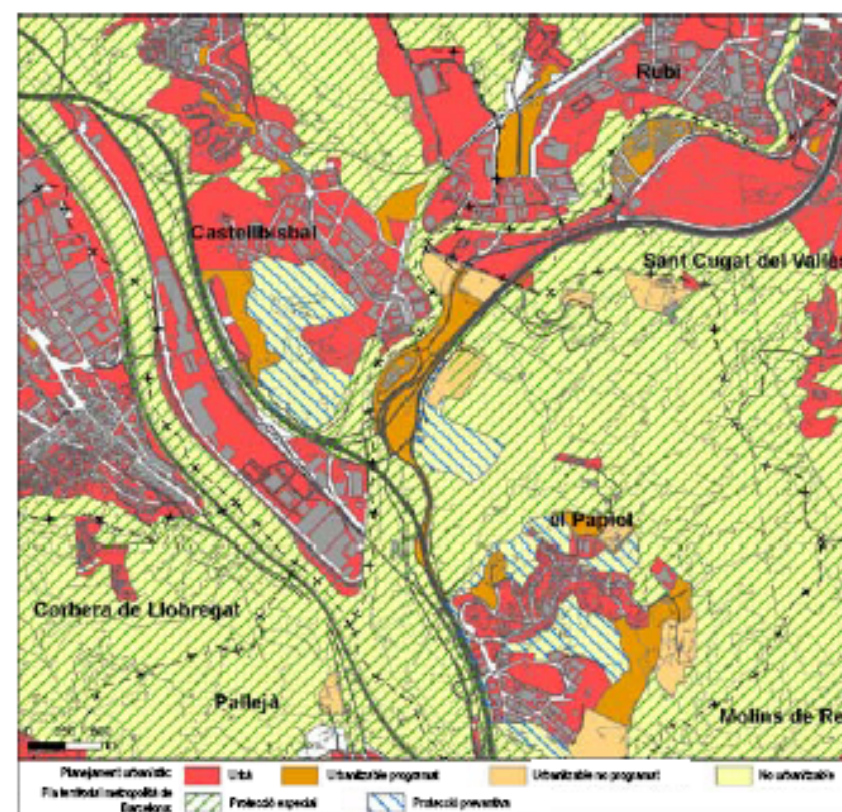 Rubí
Castellbisbal
Sant Cugat del Vallès
el Papiol
Corbera de Llobregat
Pallejà
Molins de Re
Planejament urbanístic: Urbà Urbanitzable programat Urbanitzable no programat No urbanitzable
Pla territorial metropolità de
Barcelona: Protecció especial Protecció preventiva